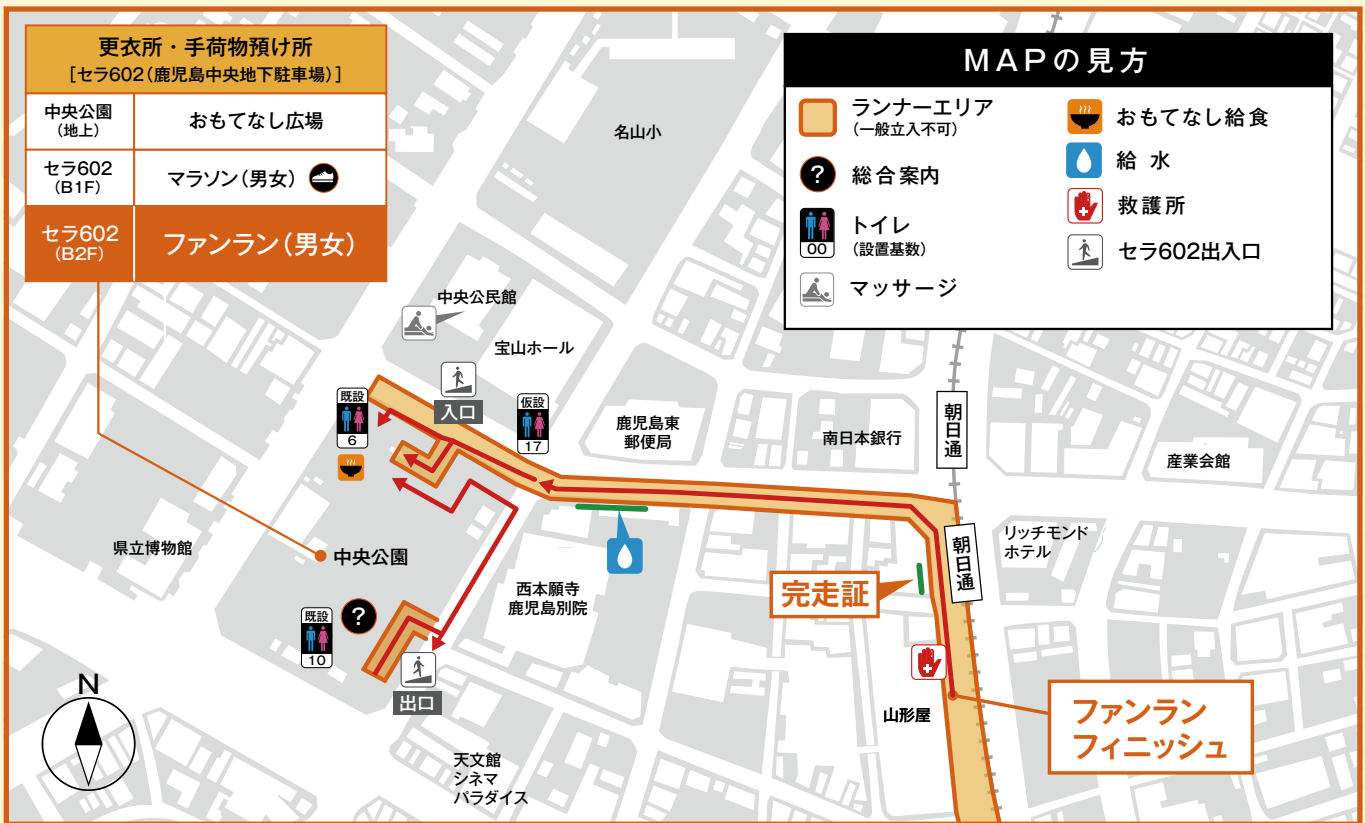 更衣所・手荷物預け所
[セラ602(鹿児島中央地下駐車場)]
中央公園
(地上)
おもてなし広場
セラ602
(B1F)
マラソン(男女)
セラ602
(B2F)
ファンラン(男女)
MAPの見方
ランナーエリア
(一般立入不可)
?
総合案内
00
トイレ
(設置基数)
マッサージ
おもてなし給食
給水
救護所
セラ602出入口
名山小
中央公民館
宝山ホール
入口
既設
6
仮設
17
鹿児島東
郵便局
南日本銀行
朝日通
産業会館
リッチモンド
ホテル
朝日通
県立博物館
中央公園
西本願寺
鹿児島別院
完走証
?
既設
10
出口
山形屋
ファンラン
フィニッシュ
天文館
シネマ
パラダイス
N